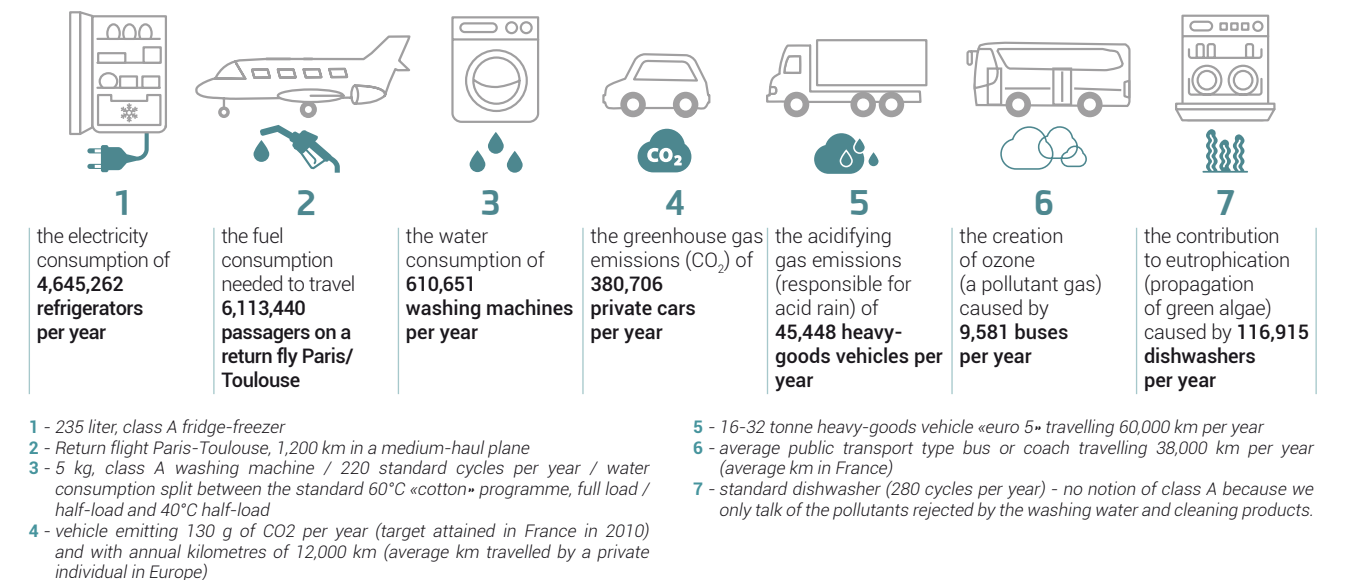 CO2
1
the electricity
consumption of
4,645,262
refrigerators
per year
2
the fuel
consumption
needed to travel
6,113,440
passagers on a
return fly Paris/
Toulouse
3
the water
consumption of
610,651
washing machines
per year
4
the greenhouse gas
emissions (CO2) of
380,706
private cars
per year
5
the acidifying
gas emissions
(responsible for
acid rain) of
45,448 heavy-
goods vehicles per
year
6
the creation
of ozone
(a pollutant gas)
caused by
9,581 buses
per year
7
the contribution
to eutrophication
(propagation
of green algae)
caused by 116,915
dishwashers
per year
1 - 235 liter, class A fridge-freezer
2 - Return flight Paris-Toulouse, 1,200 km in a medium-haul plane
3 - 5 kg, class A washing machine / 220 standard cycles per year / water
consumption split between the standard 60°C «cotton» programme, full load /
half-load and 40°C half-load
4 - vehicle emitting 130 g of CO2 per year (target attained in France in 2010)
and with annual kilometres of 12,000 km (average km travelled by a private
individual in Europe)
5 - 16-32 tonne heavy-goods vehicle «euro 5» travelling 60,000 km per year
6 - average public transport type bus or coach travelling 38,000 km per year
(average km in France)
7 - standard dishwasher (280 cycles per year) - no notion of class A because we
only talk of the pollutants rejected by the washing water and cleaning products.